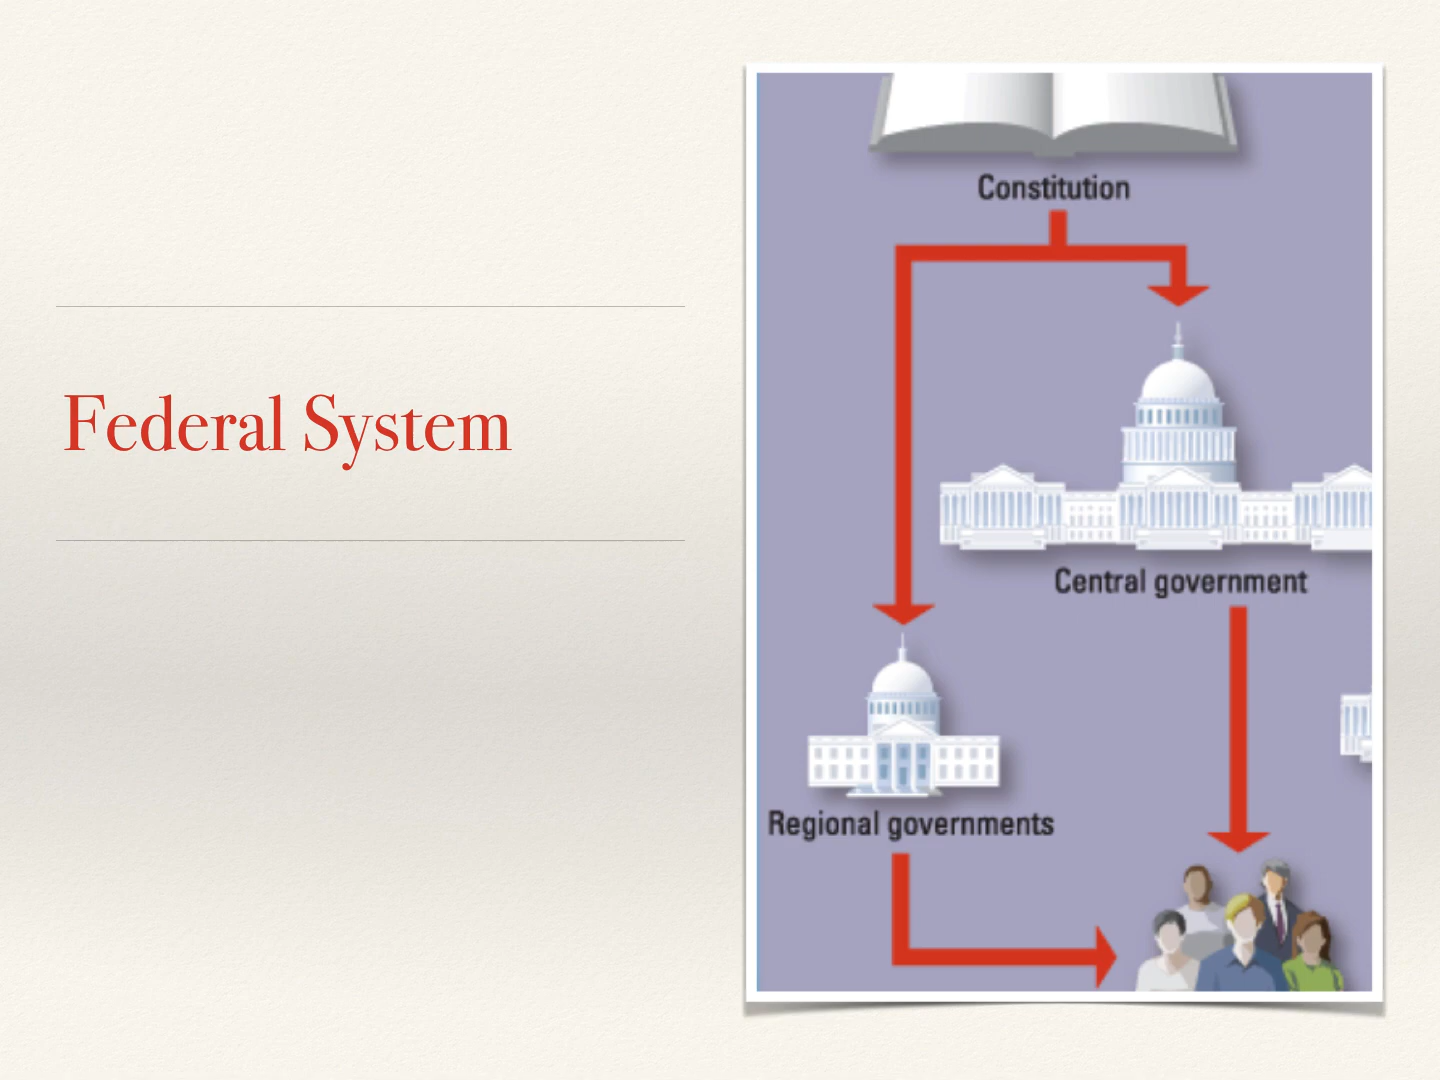 Federal System
Constitution
Central government
Regional governments